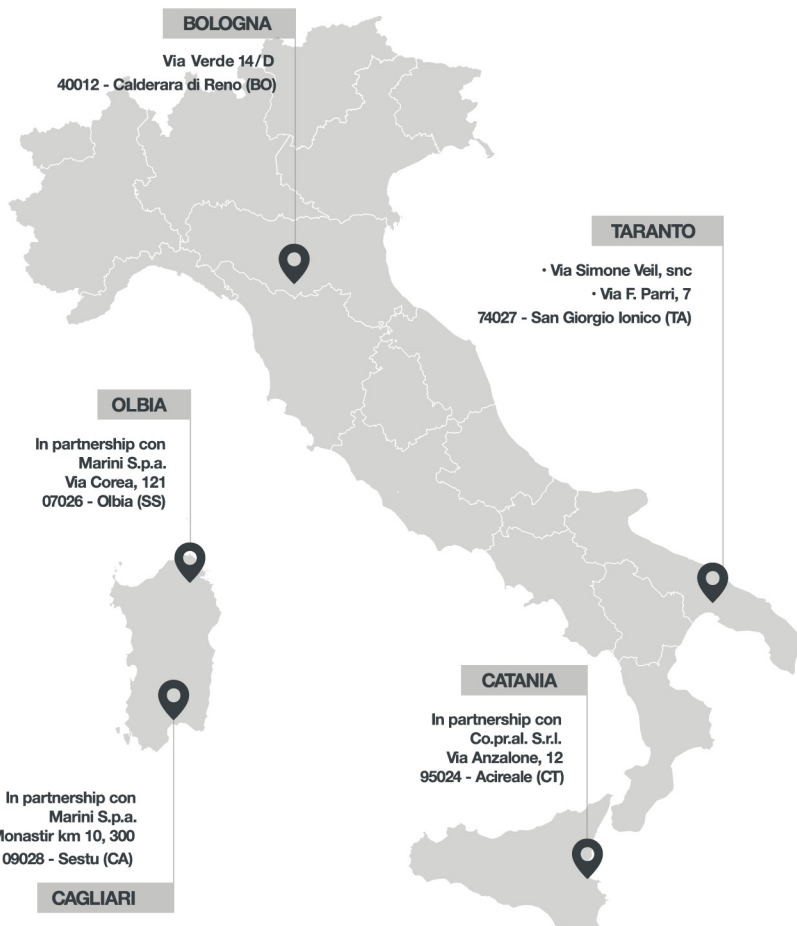 BOLOGNA
Via Verde 14/D
40012 - Calderara di Reno (BO)
TARANTO
· Via Simone Veil, snc
· Via F. Parri, 7
74027 - San Giorgio Ionico (TA)
OLBIA
In partnership con
Marini S.p.a.
Via Corea, 121
07026 - Olbia (SS)
CATANIA
In partnership con
Co.pr.al. S.r.l.
Via Anzalone, 12
95024 - Acireale (CT)
In partnership con
Marini S.p.a.
Monastir km 10, 300
09028 - Sestu (CA)
CAGLIARI